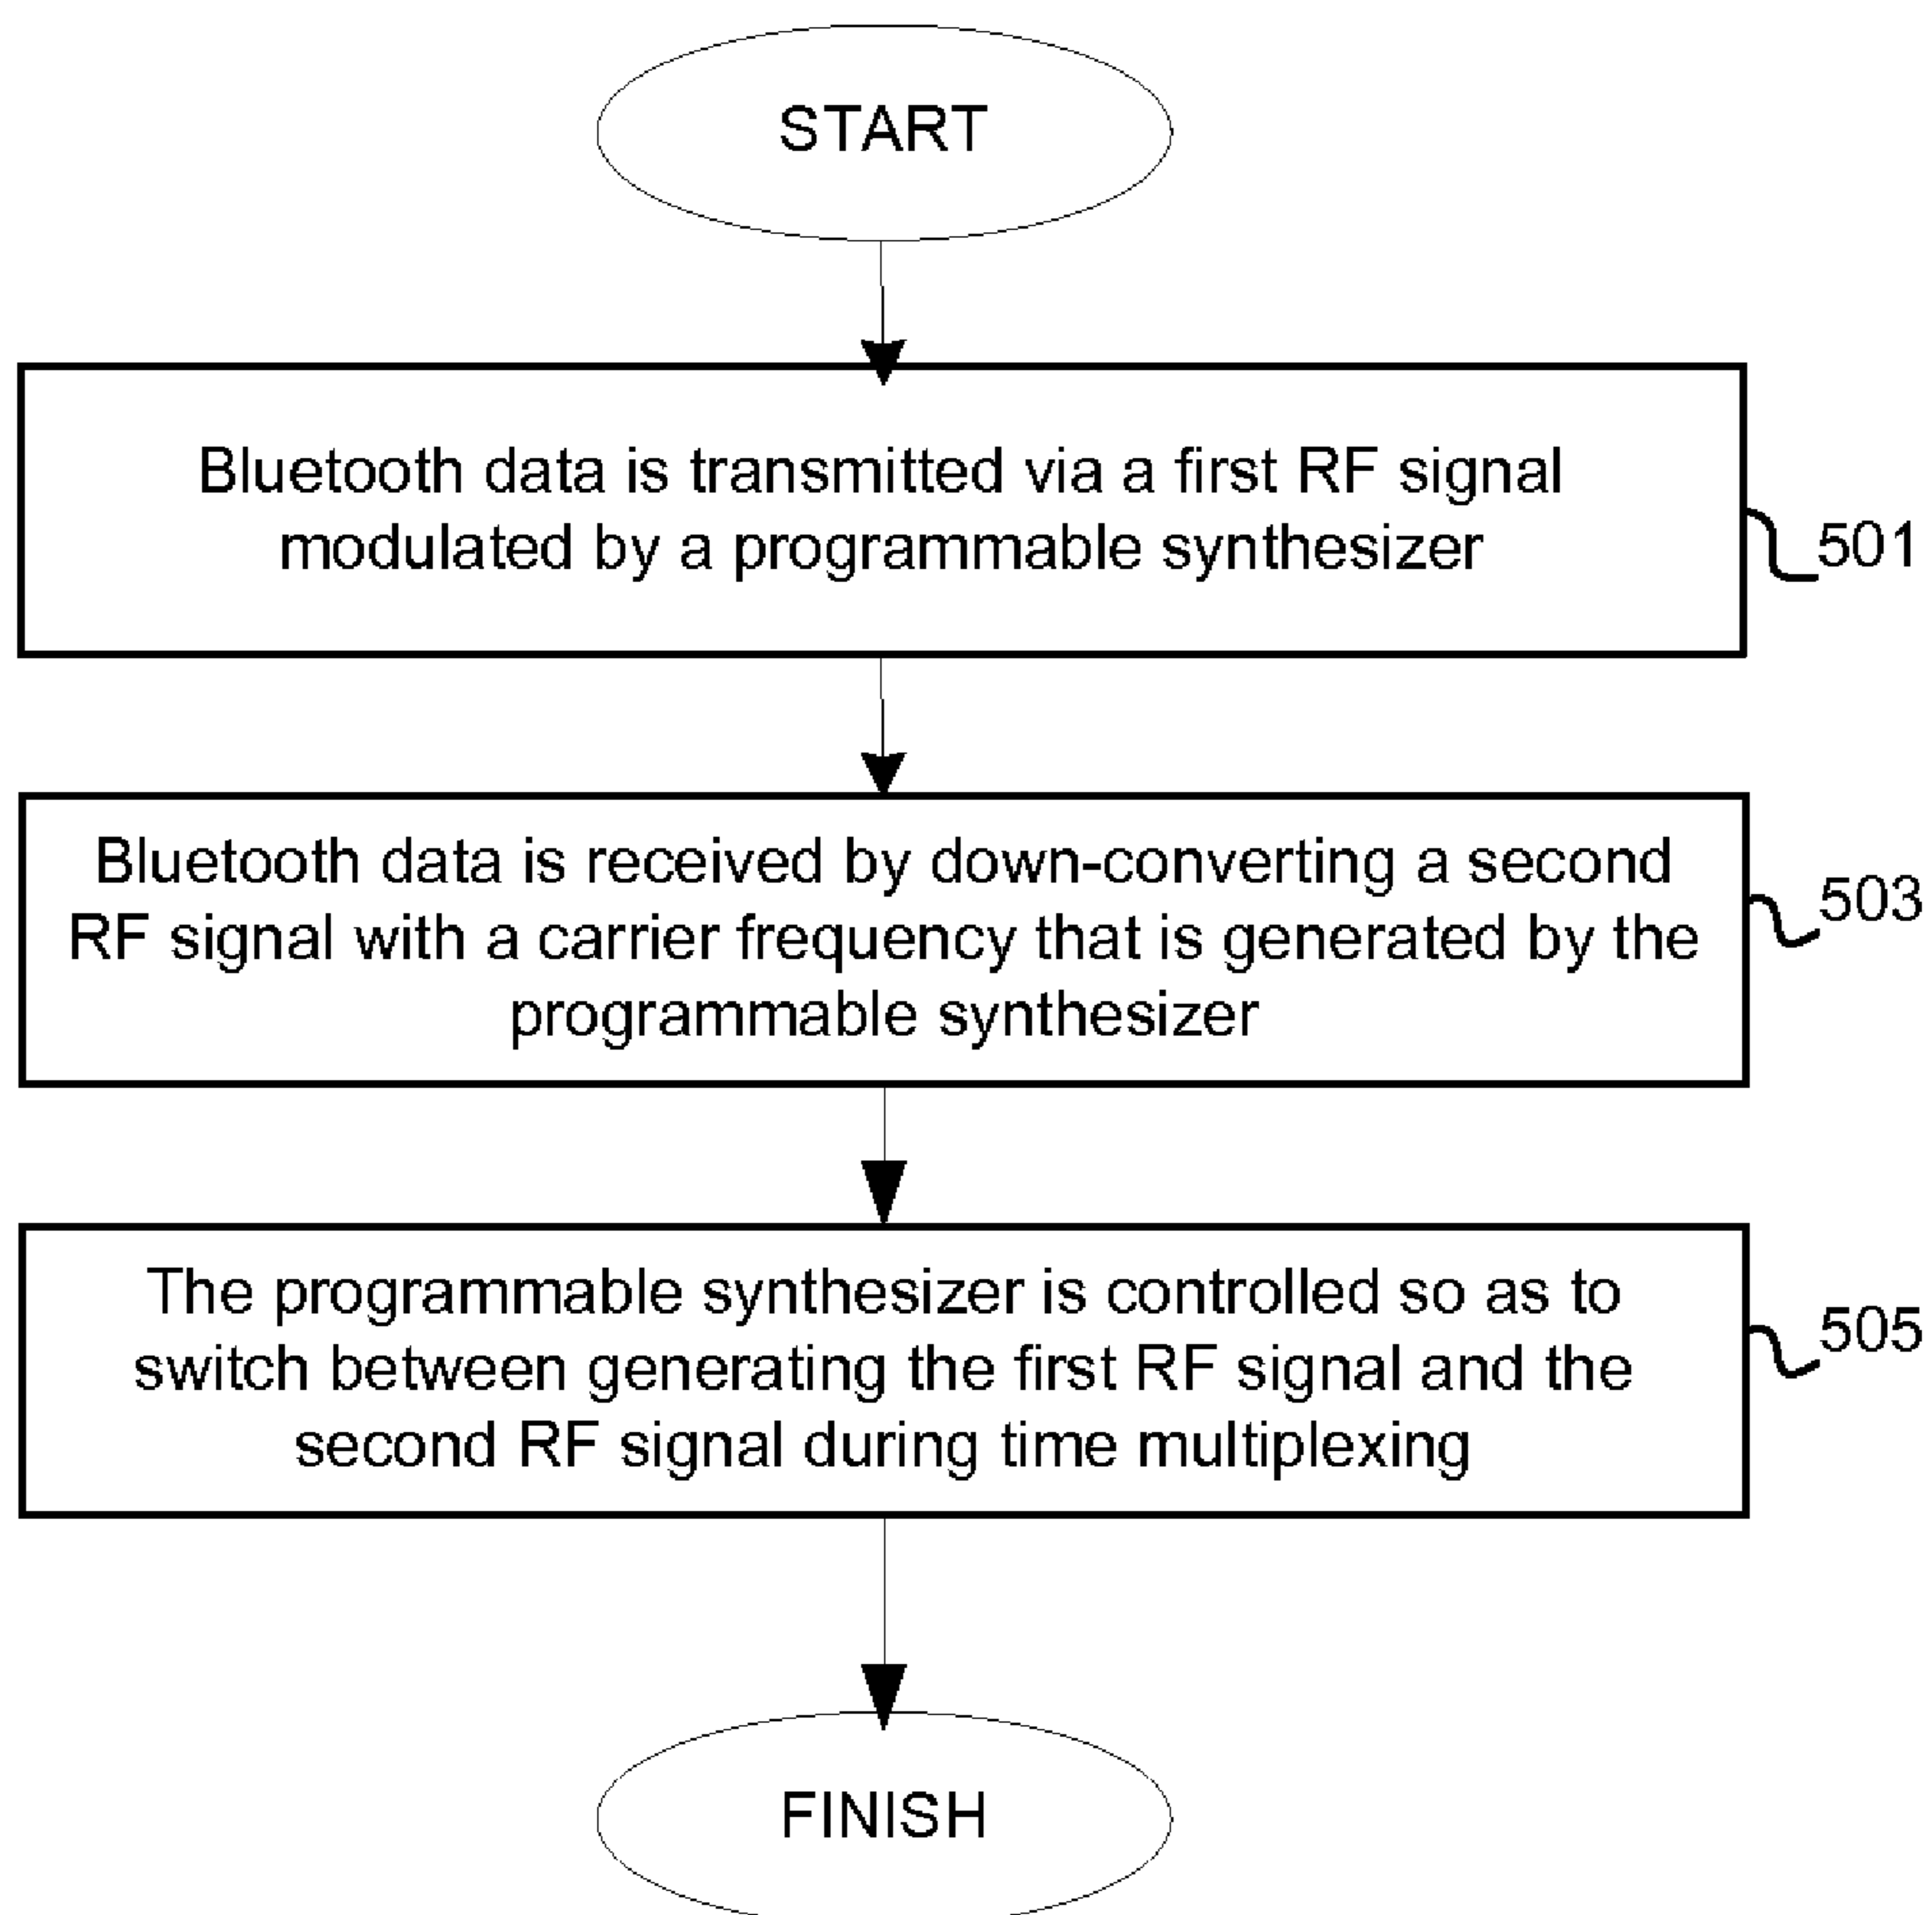 START
Bluetooth data is transmitted via a first RF signal
modulated by a programmable synthesizer
501
Bluetooth data is received by down-converting a second
RF signal with a carrier frequency that is generated by the
programmable synthesizer
503
The programmable synthesizer is controlled so as to
switch between generating the first RF signal and the
second RF signal during time multiplexing
505
FINISH